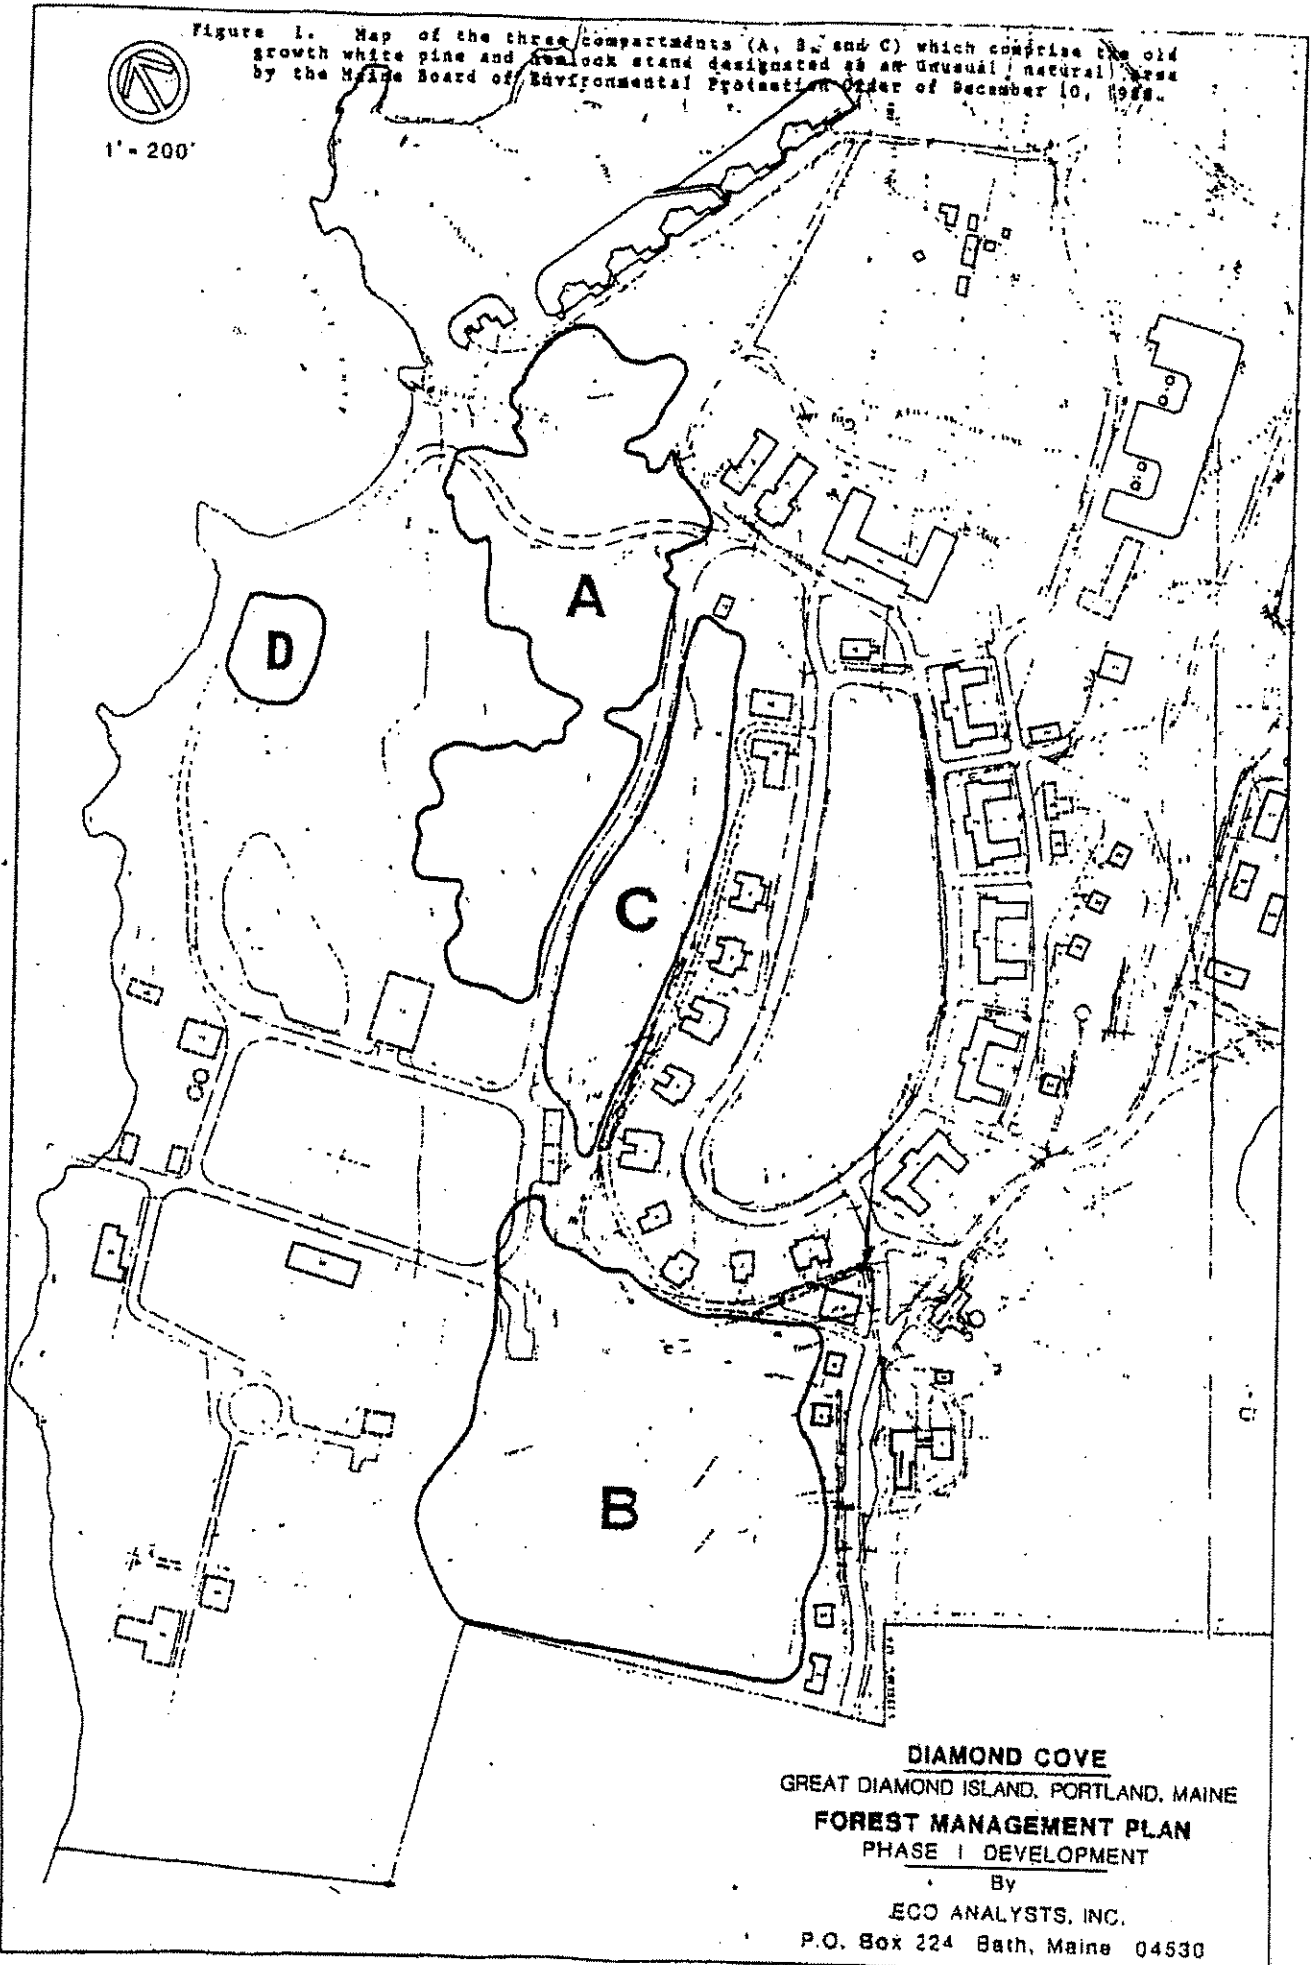 Figure 1. Map of the three compartments (A, B, and C) which comprise the old
growth white pine and hemlock stand designated as an unusual natural area
by the Maine Board of Environmental Protection Order of December 10,
1" = 200'
A
D
C
B
DIAMOND COVE
GREAT DIAMOND ISLAND, PORTLAND, MAINE
FOREST MANAGEMENT PLAN
PHASE I DEVELOPMENT
By
ECO ANALYSTS, INC.
P.O. Box 224 Bath, Maine 04530